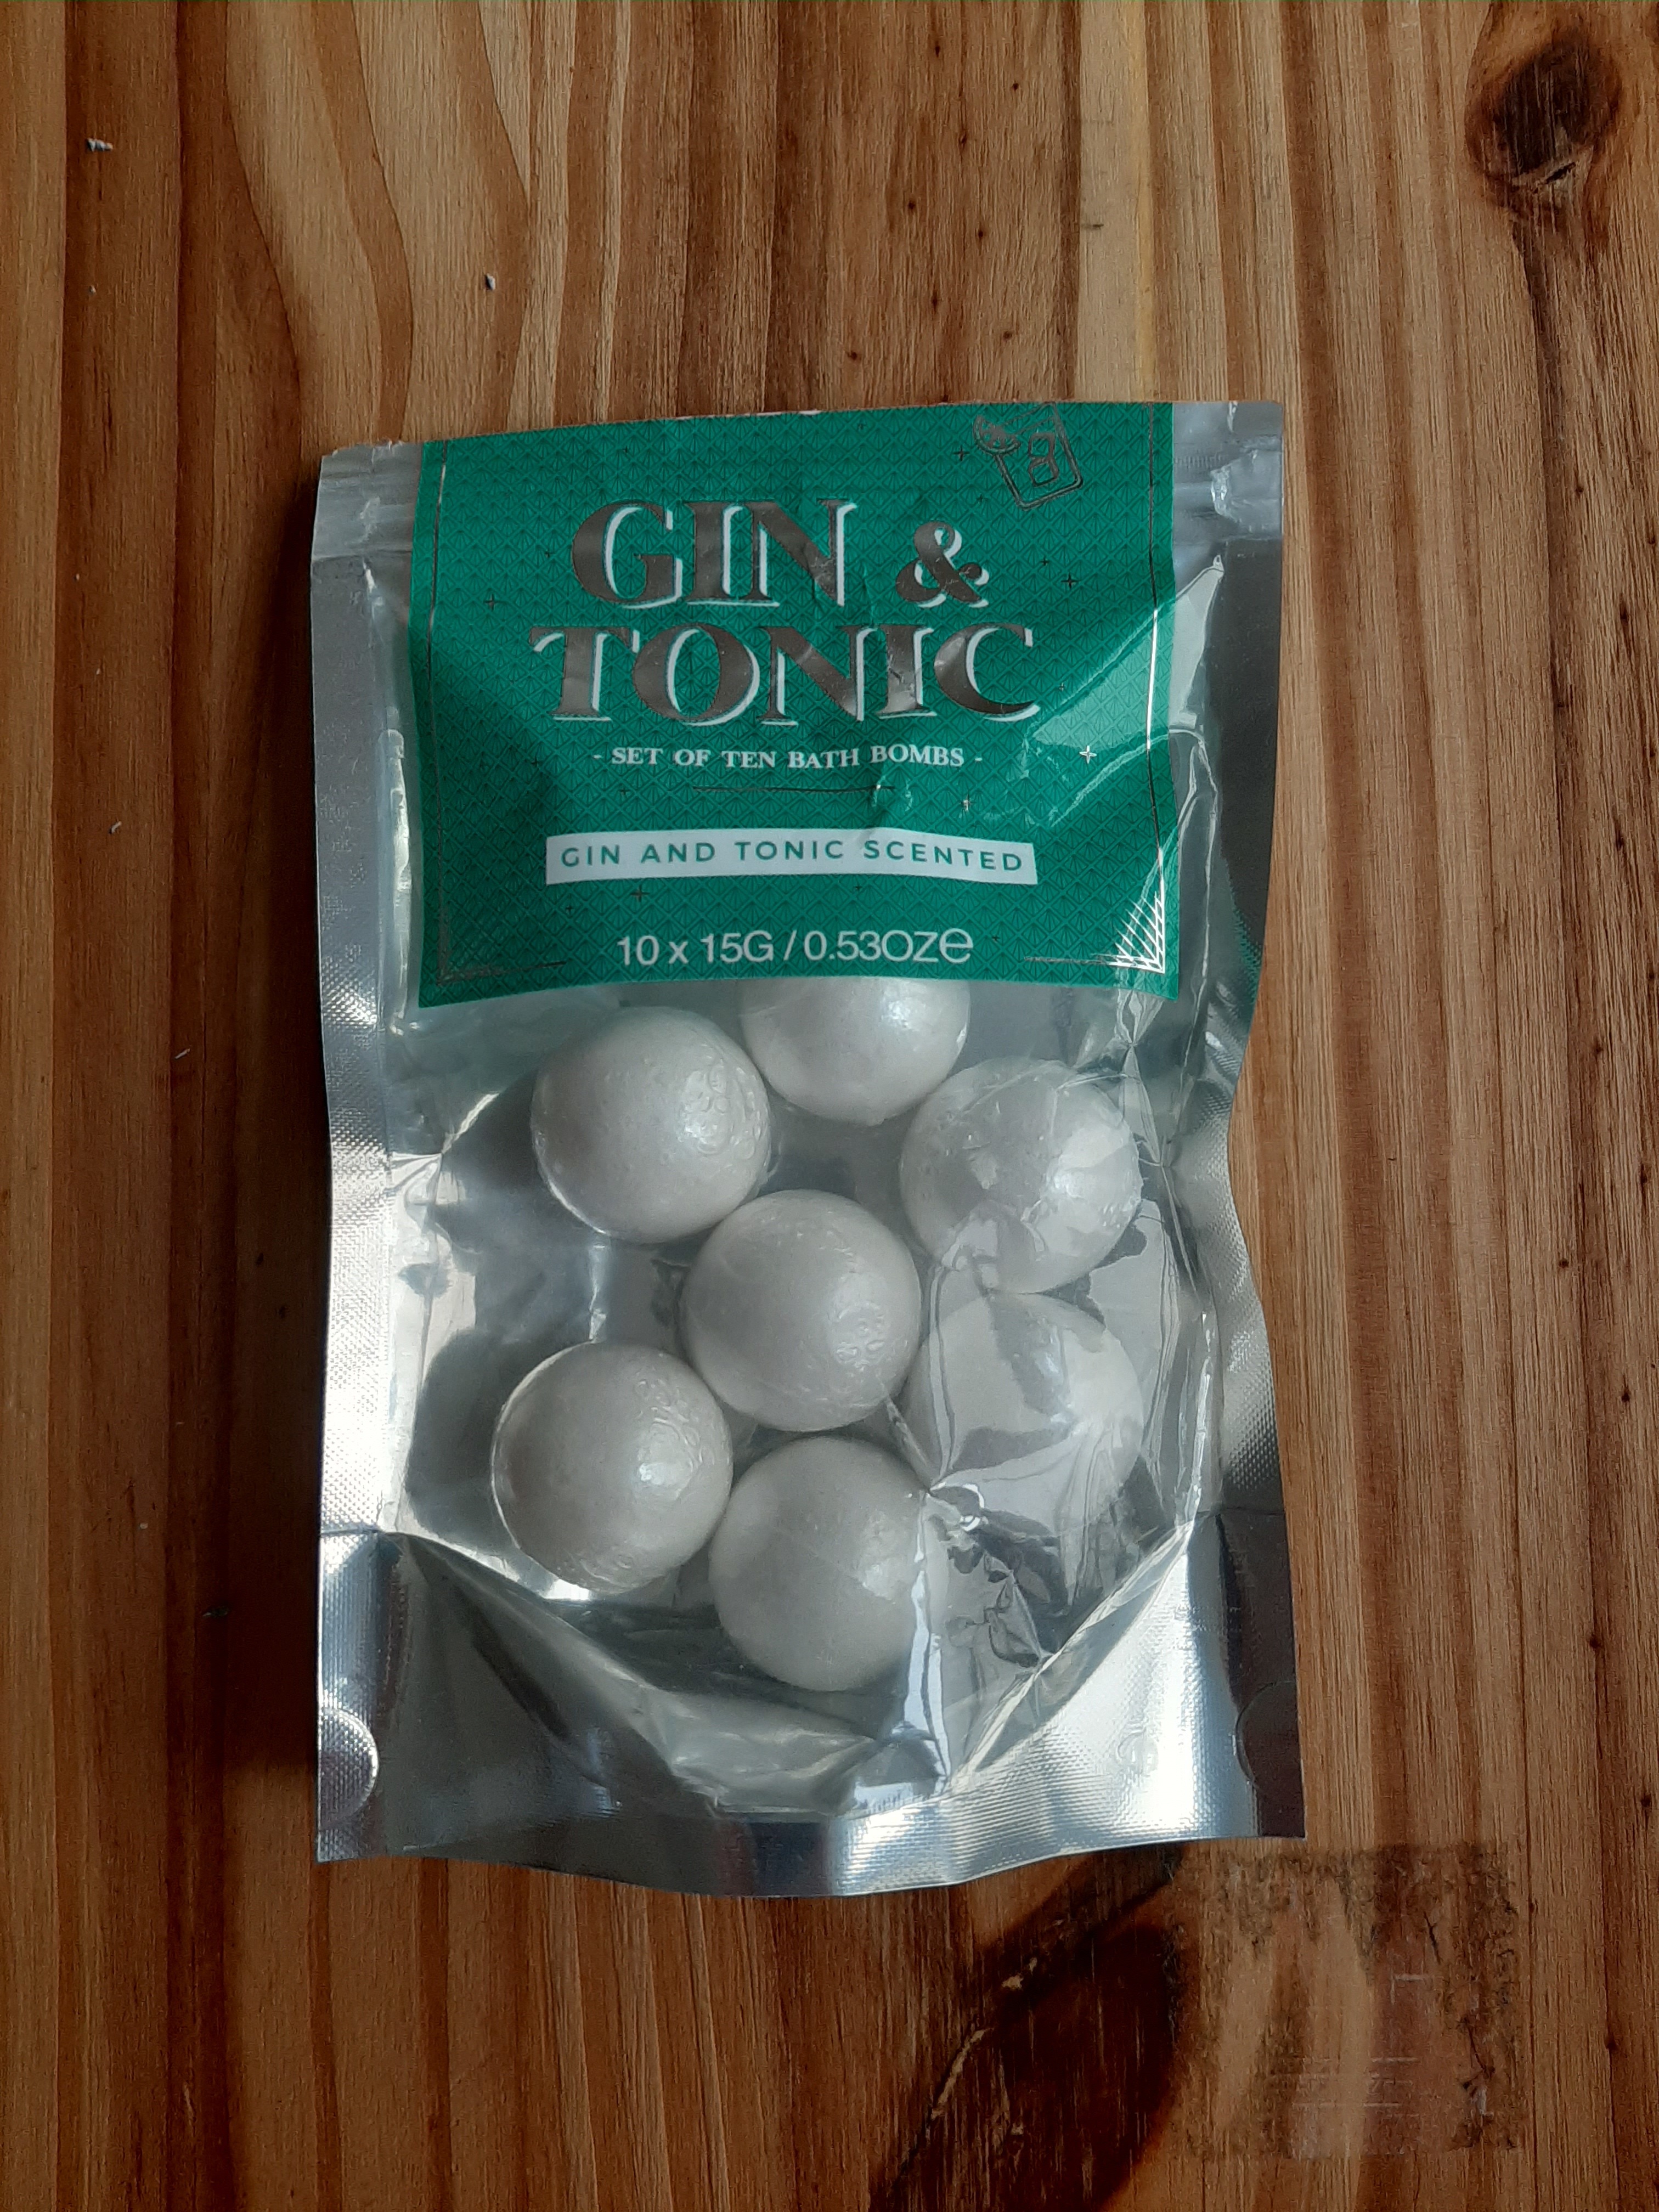 GIN &
TONIC
- SET OF TEN BATH BOMBS -
GIN AND TONIC SCENTED
10 x 15G / 0.53OZ℮